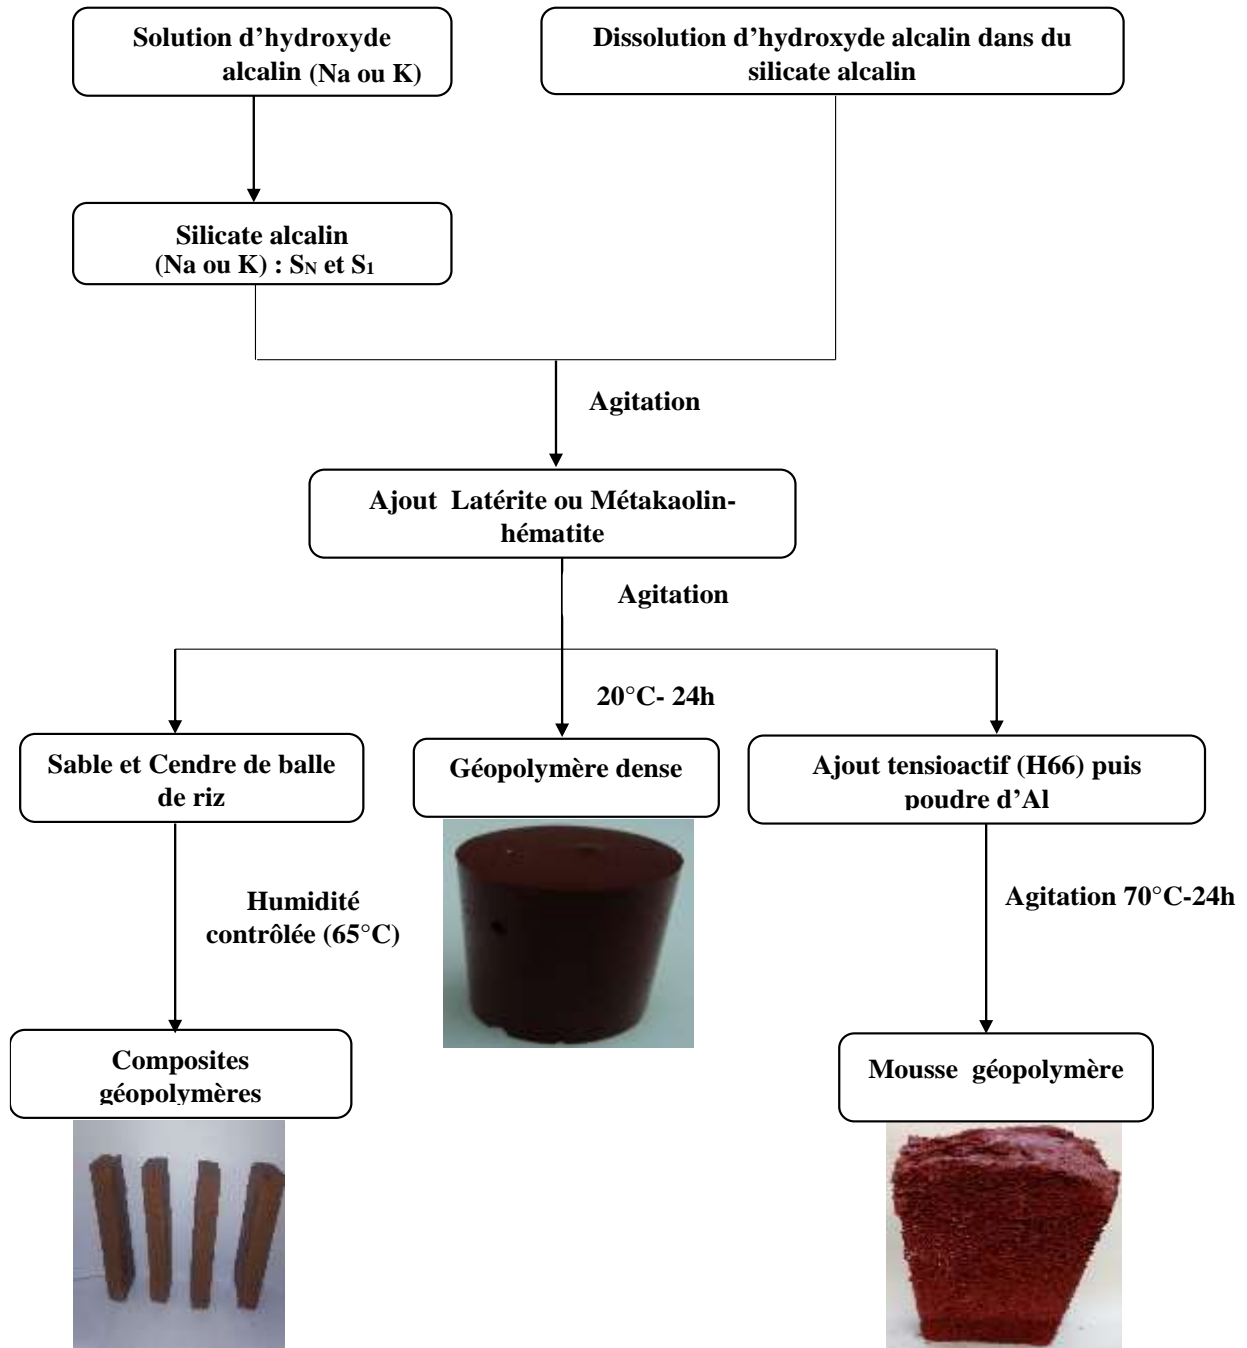 Solution d'hydroxyde
alcalin (Na ou K)
Dissolution d'hydroxyde alcalin dans du
silicate alcalin
Silicate alcalin
(Na ou K) : SN et S1
Agitation
Ajout Latérite ou Métakaolin-
hématite
Agitation
20°C- 24h
Sable et Cendre de balle
de riz
Géopolymère dense
Ajout tensioactif (H66) puis
poudre d'Al
Humidité
contrôlée (65°C)
Agitation 70°C-24h
Composites
géopolymères
Mousse géopolymère